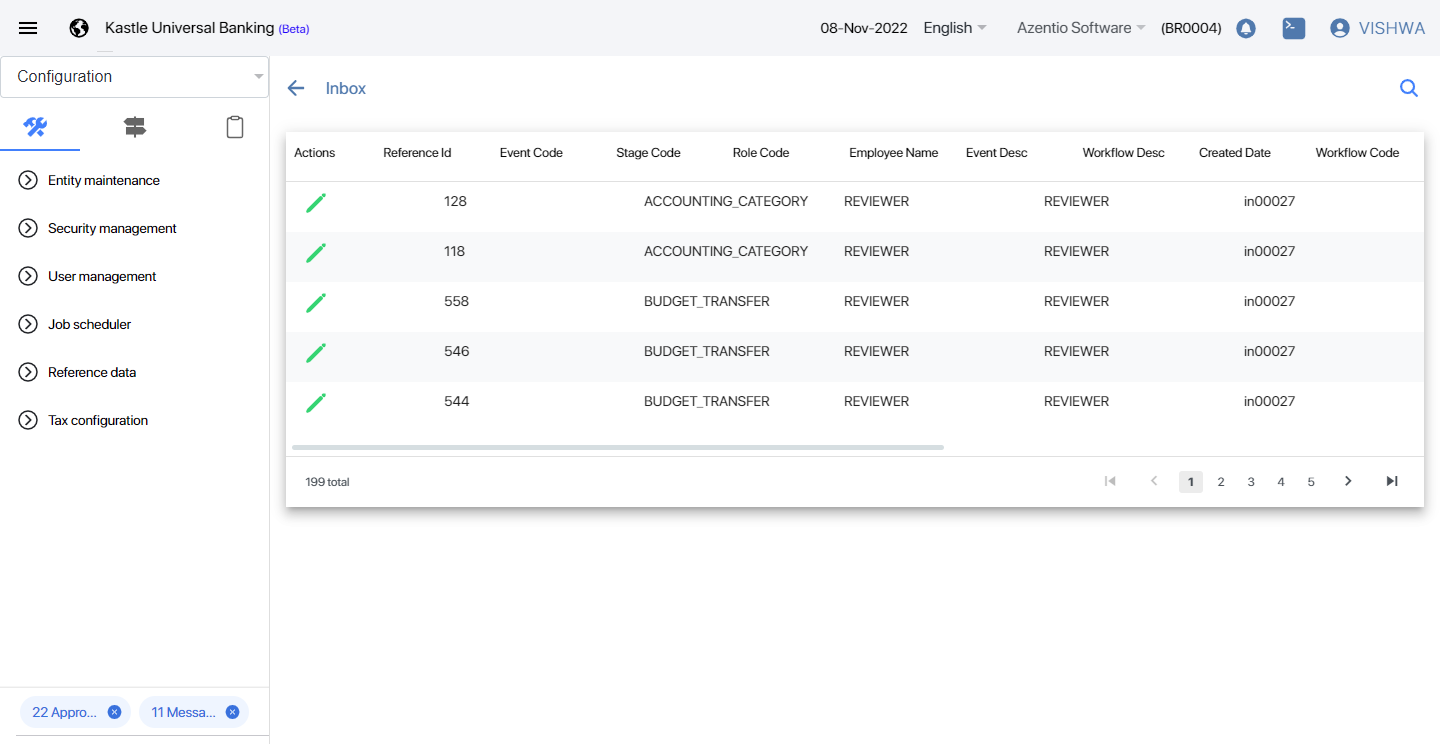 Kastle Universal Banking (Beta) 08-Nov-2022 English Azentio Software (BR0004) VISHWA
Configuration
Entity maintenance
Security management
User management
Job scheduler
Reference data
Tax configuration
22 Appro... 11 Messa...
Inbox
Actions Reference Id Event Code Stage Code Role Code Employee Name Event Desc Workflow Desc Created Date Workflow Code
128 ACCOUNTING_CATEGORY REVIEWER REVIEWER in00027
118 ACCOUNTING_CATEGORY REVIEWER REVIEWER in00027
558 BUDGET_TRANSFER REVIEWER REVIEWER in00027
546 BUDGET_TRANSFER REVIEWER REVIEWER in00027
544 BUDGET_TRANSFER REVIEWER REVIEWER in00027
199 total 1 2 3 4 5